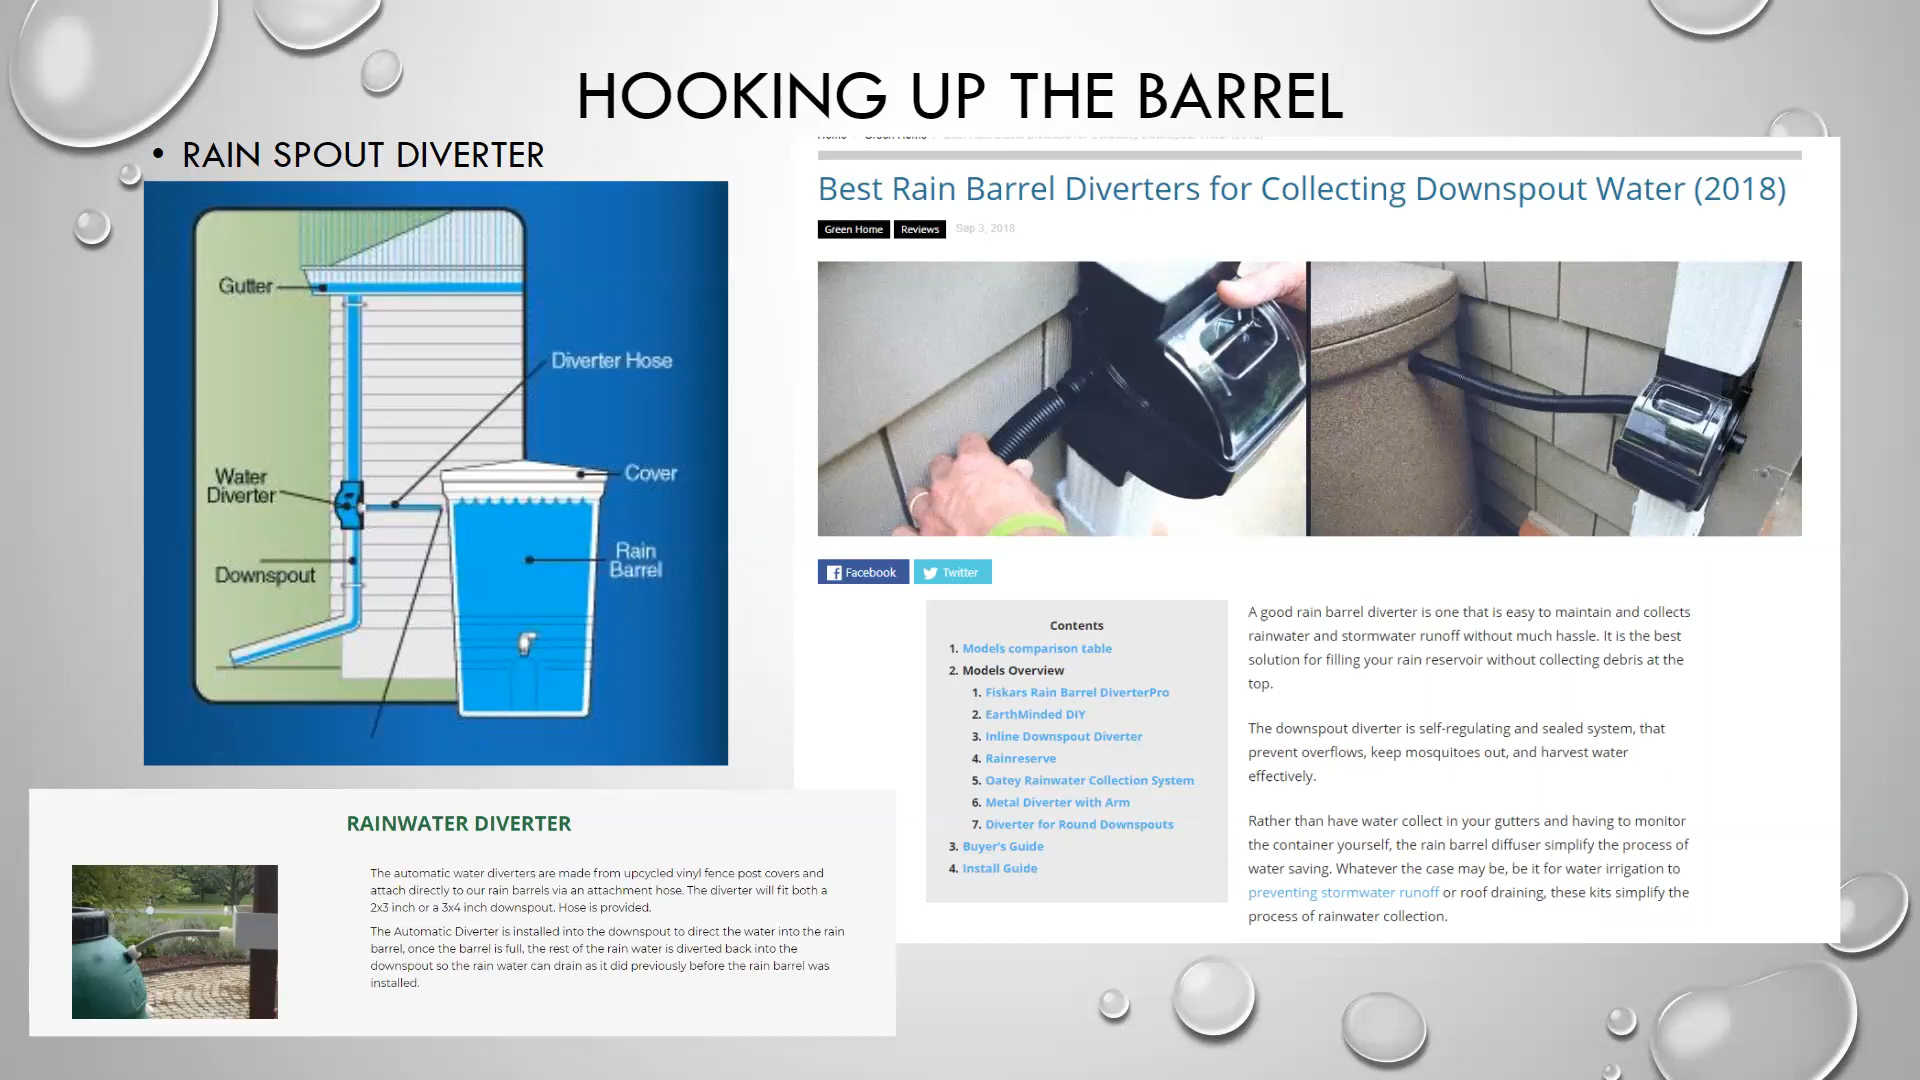 HOOKING UP THE BARREL
• RAIN SPOUT DIVERTER
Gutter
Diverter Hose
Water
Diverter
Cover
Rain
Barrel
Downspout
RAINWATER DIVERTER
The automatic water diverters are made from upcycled vinyl fence post covers and
attach directly to our rain barrels via an attachment hose. The diverter will fit both a
2x3 inch or a 3x4 inch downspout. Hose is provided.
The Automatic Diverter is installed into the downspout to direct the water into the rain
barrel, once the barrel is full, the rest of the rain water is diverted back into the
downspout so the rain water can drain as it did previously before the rain barrel was
installed.
Best Rain Barrel Diverters for Collecting Downspout Water (2018)
Green Home Reviews Sep 3, 2018
Facebook Twitter
Contents
1. Models comparison table
2. Models Overview
1. Fiskars Rain Barrel DiverterPro
2. EarthMinded DIY
3. Inline Downspout Diverter
4. Rainreserve
5. Oatey Rainwater Collection System
6. Metal Diverter with Arm
7. Diverter for Round Downspouts
3. Buyer's Guide
4. Install Guide
A good rain barrel diverter is one that is easy to maintain and collects
rainwater and stormwater runoff without much hassle. It is the best
solution for filling your rain reservoir without collecting debris at the
top.
The downspout diverter is self-regulating and sealed system, that
prevent overflows, keep mosquitoes out, and harvest water
effectively.
Rather than have water collect in your gutters and having to monitor
the container yourself, the rain barrel diffuser simplify the process of
water saving. Whatever the case may be, be it for water irrigation to
preventing stormwater runoff or roof draining, these kits simplify the
process of rainwater collection.